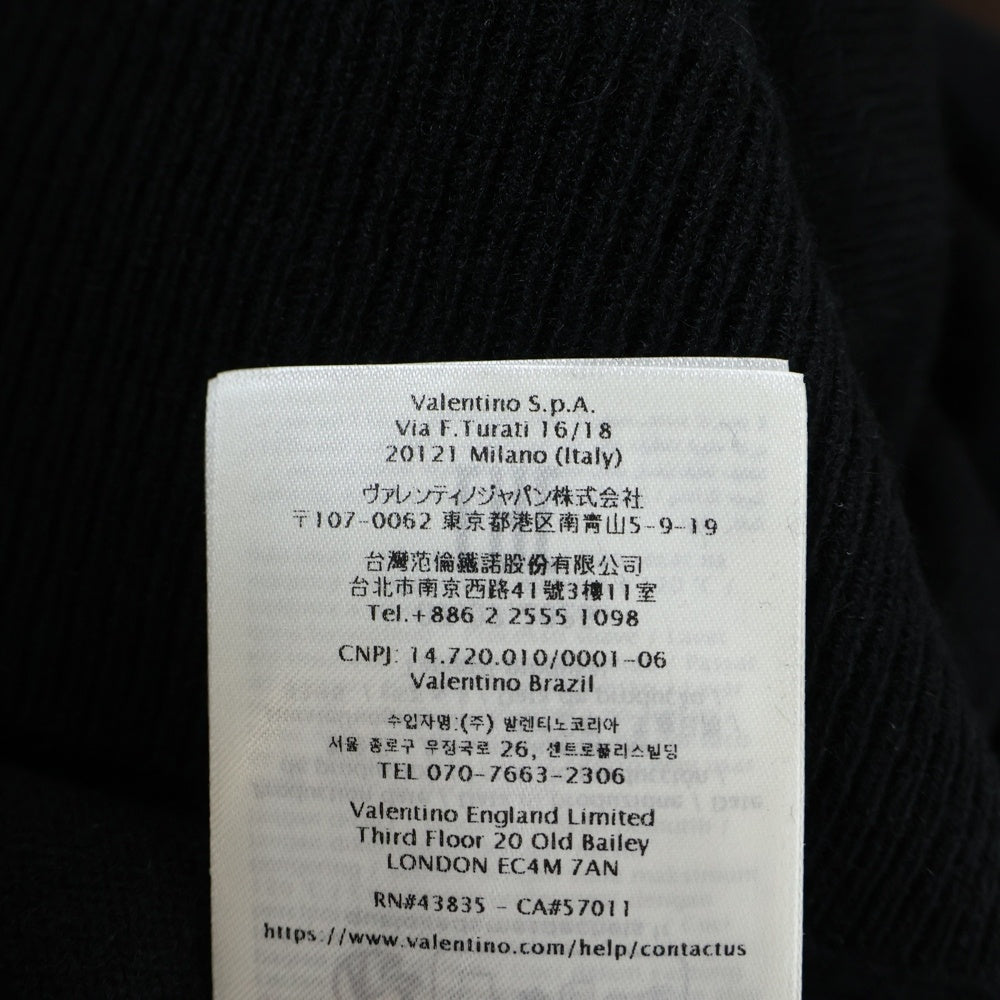 Valentino S.p.A.
Via F.Turati 16/18
20121 Milano (Italy)
ヴァレンティノジャパン株式会社
〒107-0062 東京都港区南青山5-9-19
台灣范倫鐵諾股份有限公司
台北市南京西路41號3樓11室
Tel.+886 2 2555 1098
CNPJ: 14.720.010/0001-06
Valentino Brazil
수입자명:(주) 발렌티노코리아
서울 종로구 우정국로 26, 센트로폴리스빌딩
TEL 070-7663-2306
Valentino England Limited
Third Floor 20 Old Bailey
LONDON EC4M 7AN
RN#43835 - CA#57011
https://www.valentino.com/help/contactus